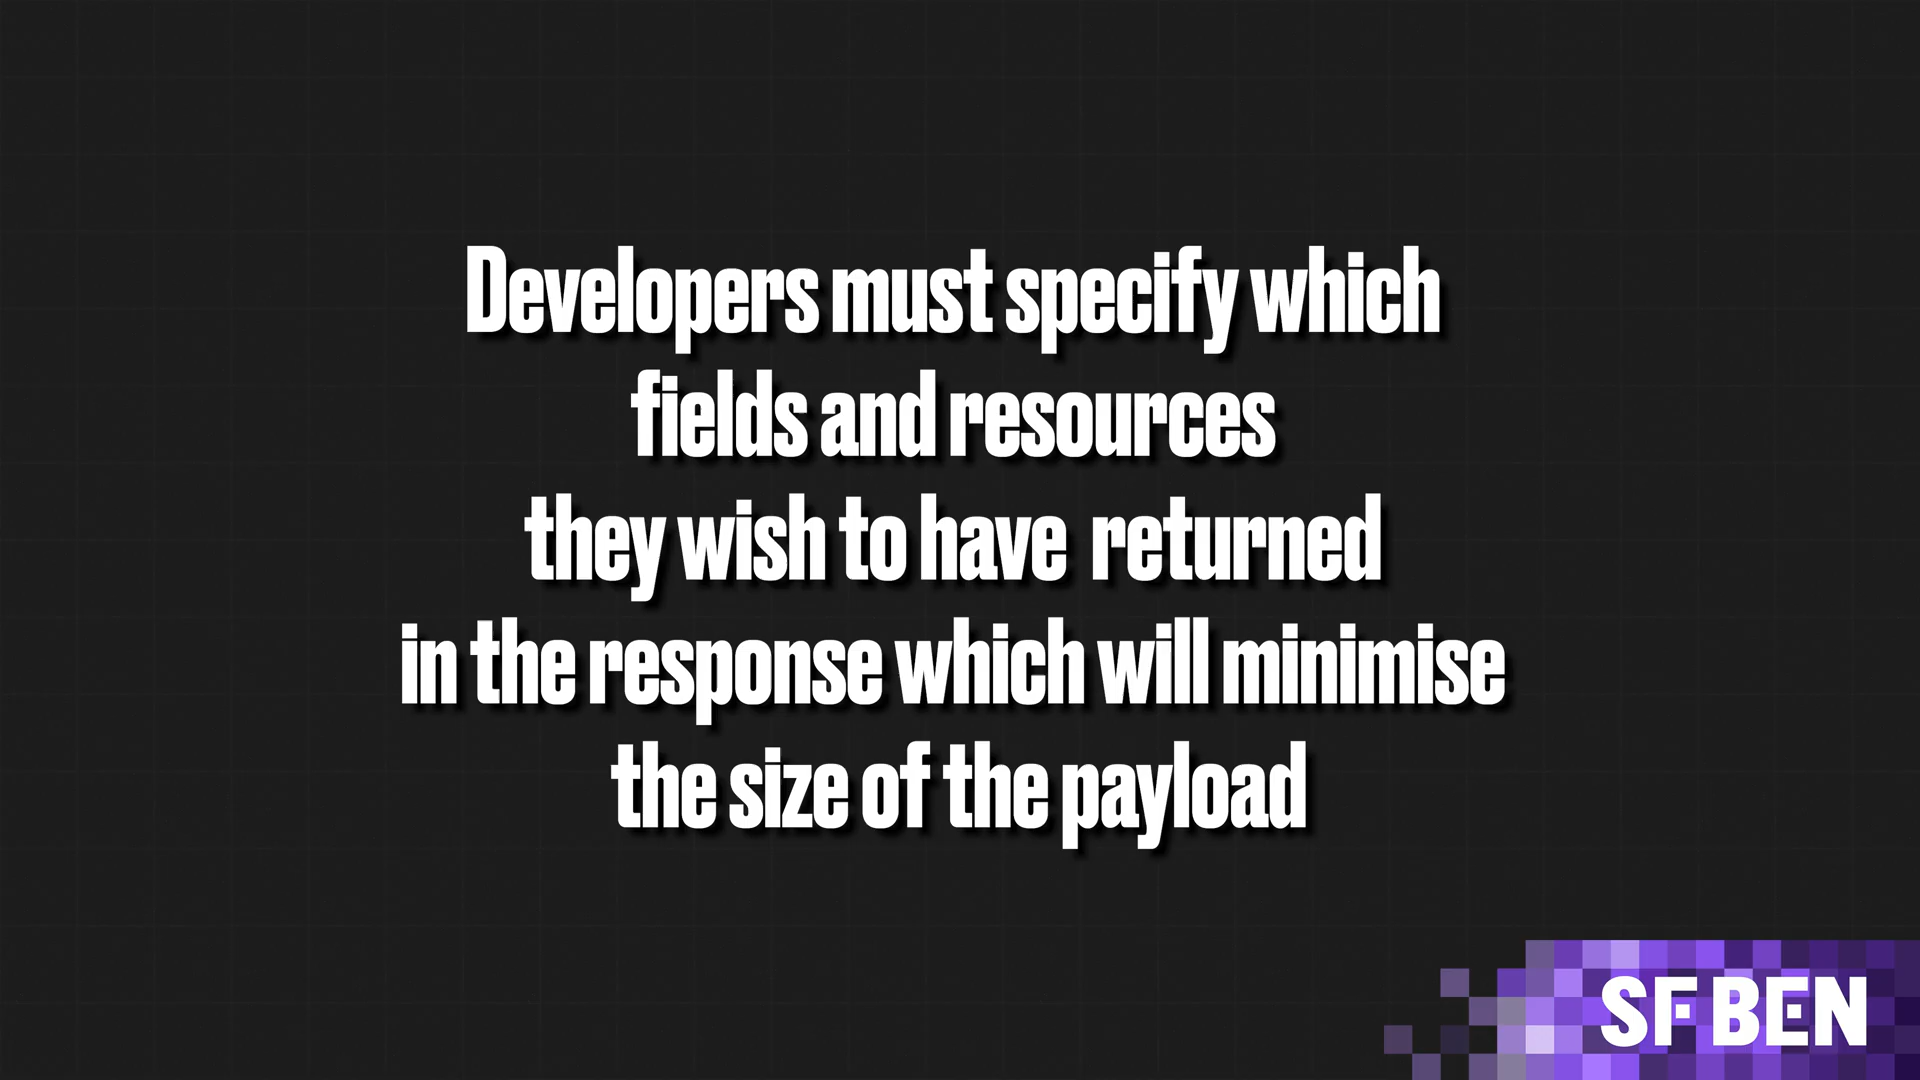 Developers must specify which
fields and resources
they wish to have returned
in the response which will minimise
the size of the payload
SF BEN